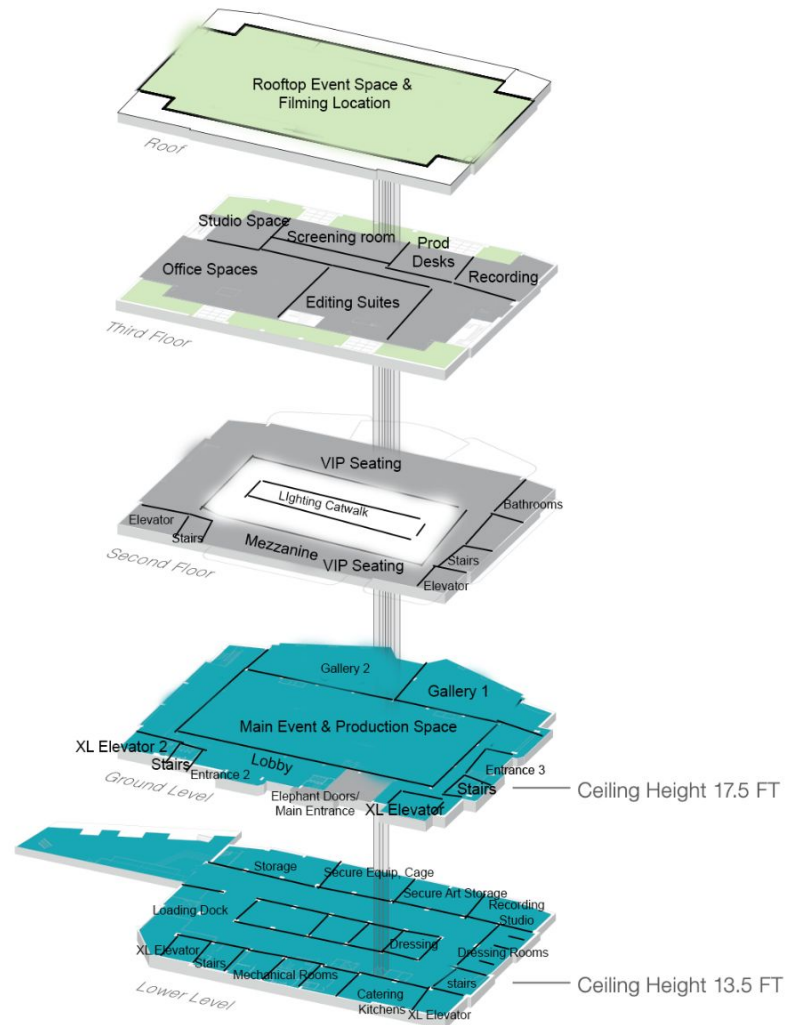 Rooftop Event Space &
Filming Location
Roof
Studio Space
Screening room
Prod
Desks
Office Spaces
Recording
Editing Suites
Third Floor
VIP Seating
Lighting Catwalk
Bathrooms
Elevator
Stairs
Mezzanine
VIP Seating
Stairs
Elevator
Second Floor
Gallery 2
Gallery 1
Main Event & Production Space
XL Elevator 2
Lobby
Stairs
Entrance 2
Entrance 3
Stairs
Elephant Doors/
Main Entrance
XL Elevator
Ground Level
Ceiling Height 17.5 FT
Storage
Secure Equip, Cage
Secure Art Storage
Recording
Studio
Loading Dock
Dressing
Dressing Rooms
XL Elevator
Stairs
Mechanical Rooms
stairs
Catering
Kitchens
XL Elevator
Lower Level
Ceiling Height 13.5 FT